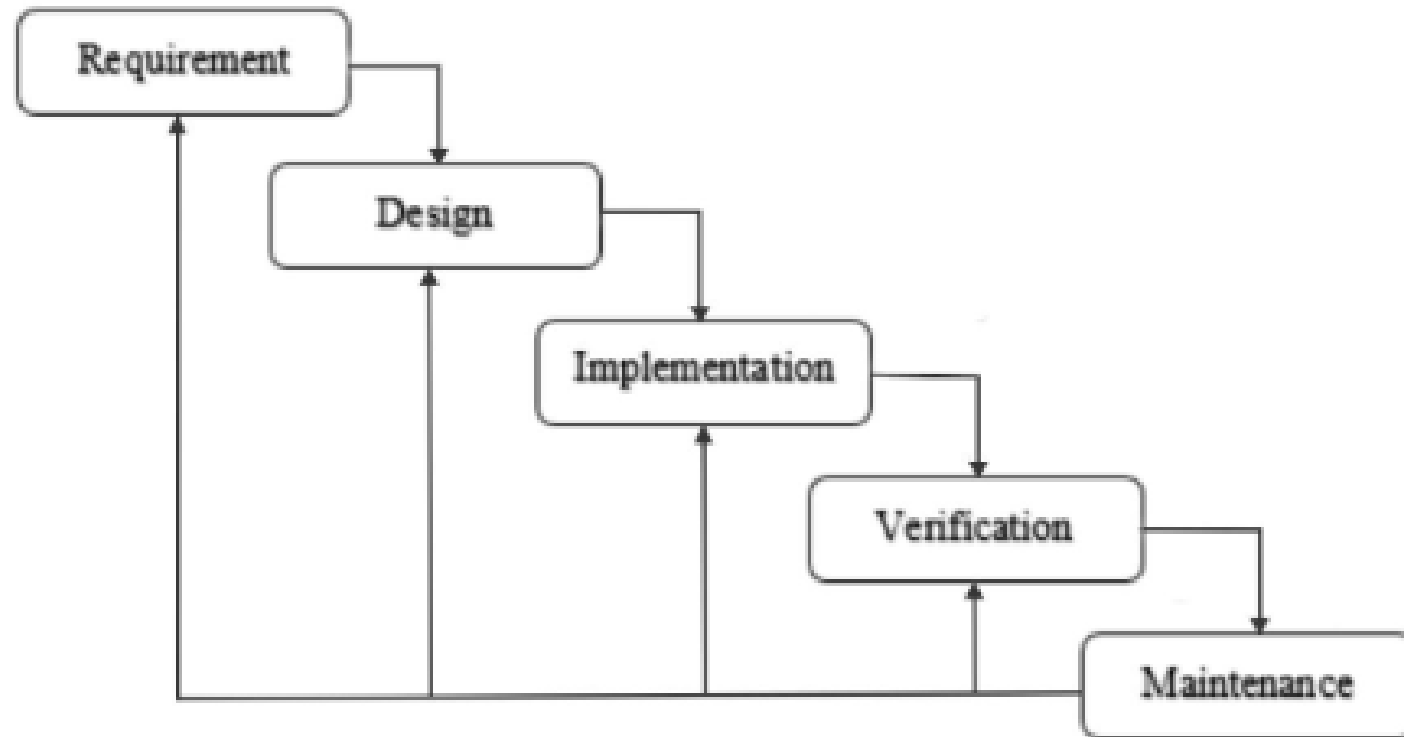 Requirement
Design
Implementation
Verification
Maintenance